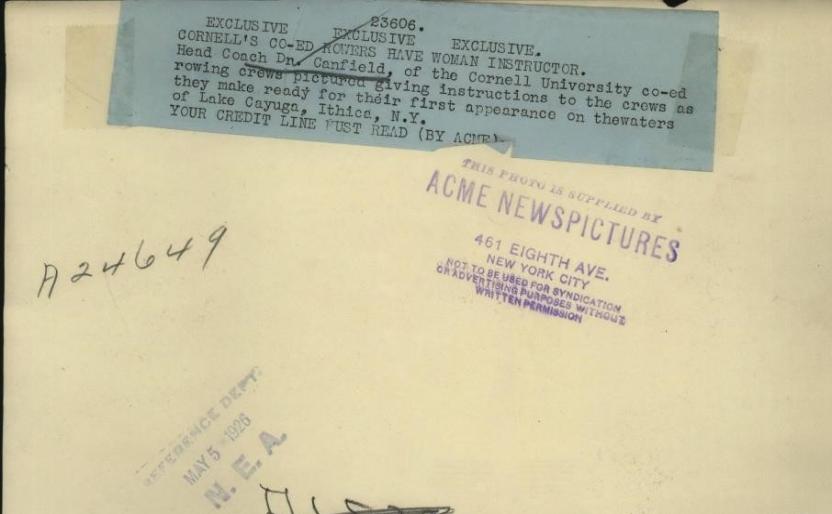 23606.
EXCLUSIVE EXCLUSIVE EXCLUSIVE.
CORNELL'S CO-ED ROWERS HAVE WOMAN INSTRUCTOR.
Head Coach Dr. Canfield, of the Cornell University co-ed
rowing crews pictured giving instructions to the crews as
they make ready for their first appearance on thewaters
of Lake Cayuga, Ithica, N.Y.
YOUR CREDIT LINE MUST READ (BY ACME)
THIS PHOTO IS SUPPLIED BY
ACME NEWSPICTURES
461 EIGHTH AVE.
NEW YORK CITY
NOT TO BE USED FOR SYNDICATION
OR ADVERTISING PURPOSES WITHOUT
WRITTEN PERMISSION
A24649
REFERENCE DEPT.
MAY 5 1926
N. E. A.